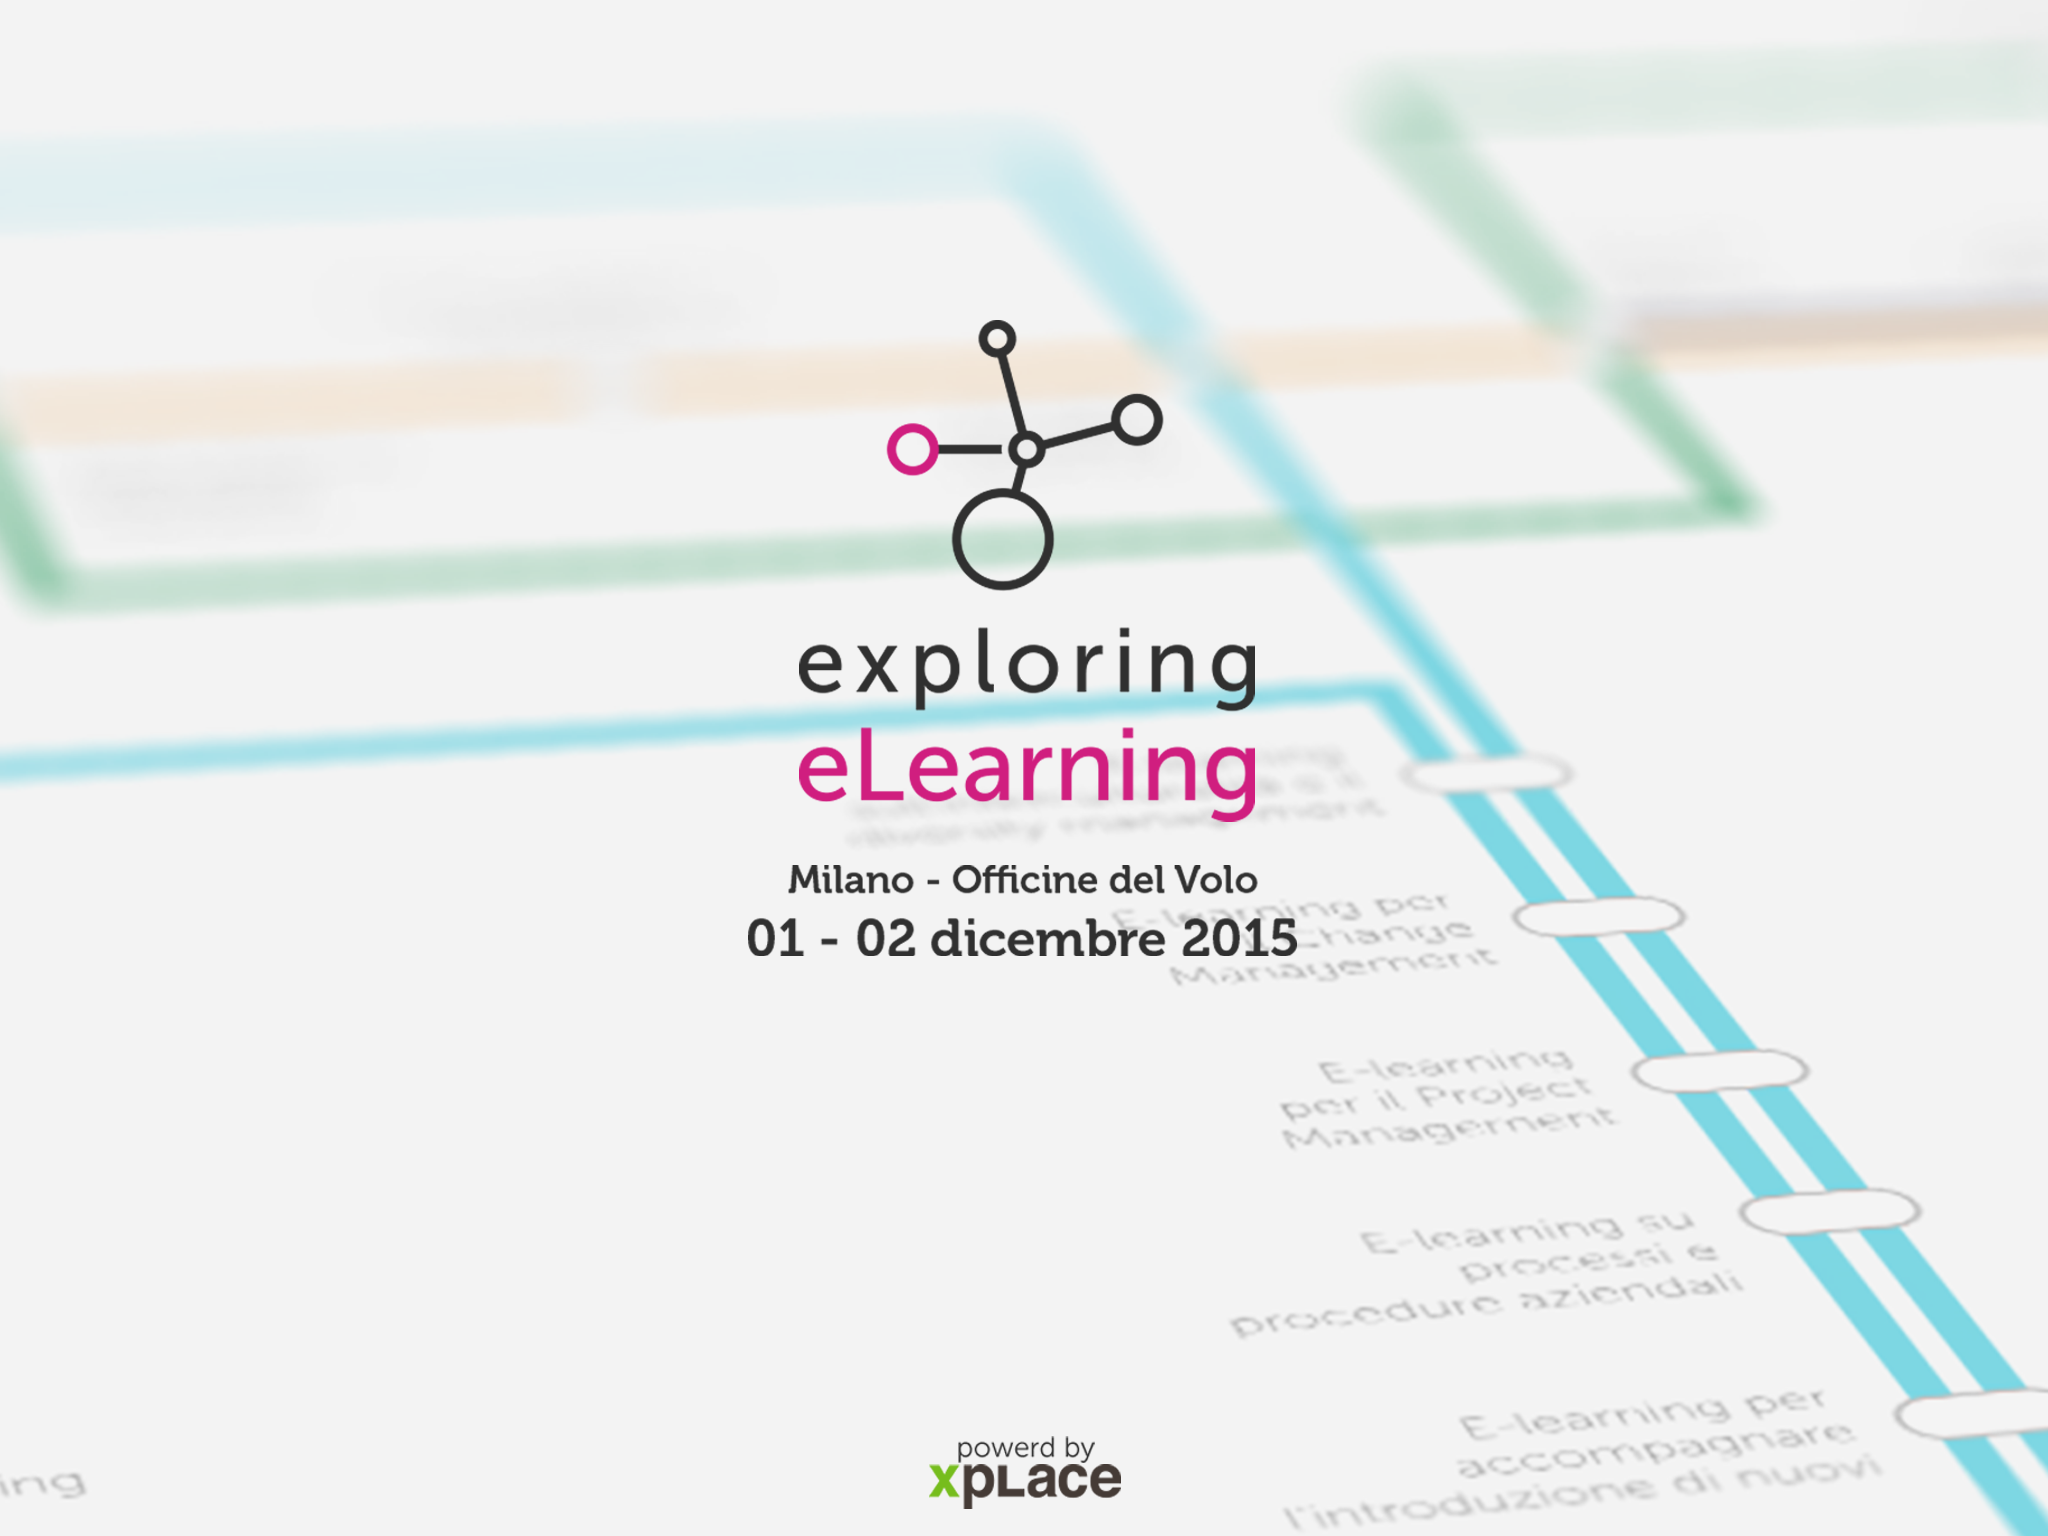 exploring
eLearning
Milano - Officine del Volo
01 - 02 dicembre 2015
E-learning per
il Change
Management
E-learning
per il Project
Management
E-learning su
processi e
procedure aziendali
E-learning per
accompagnare
l'introduzione di nuovi
powerd by
xpLace